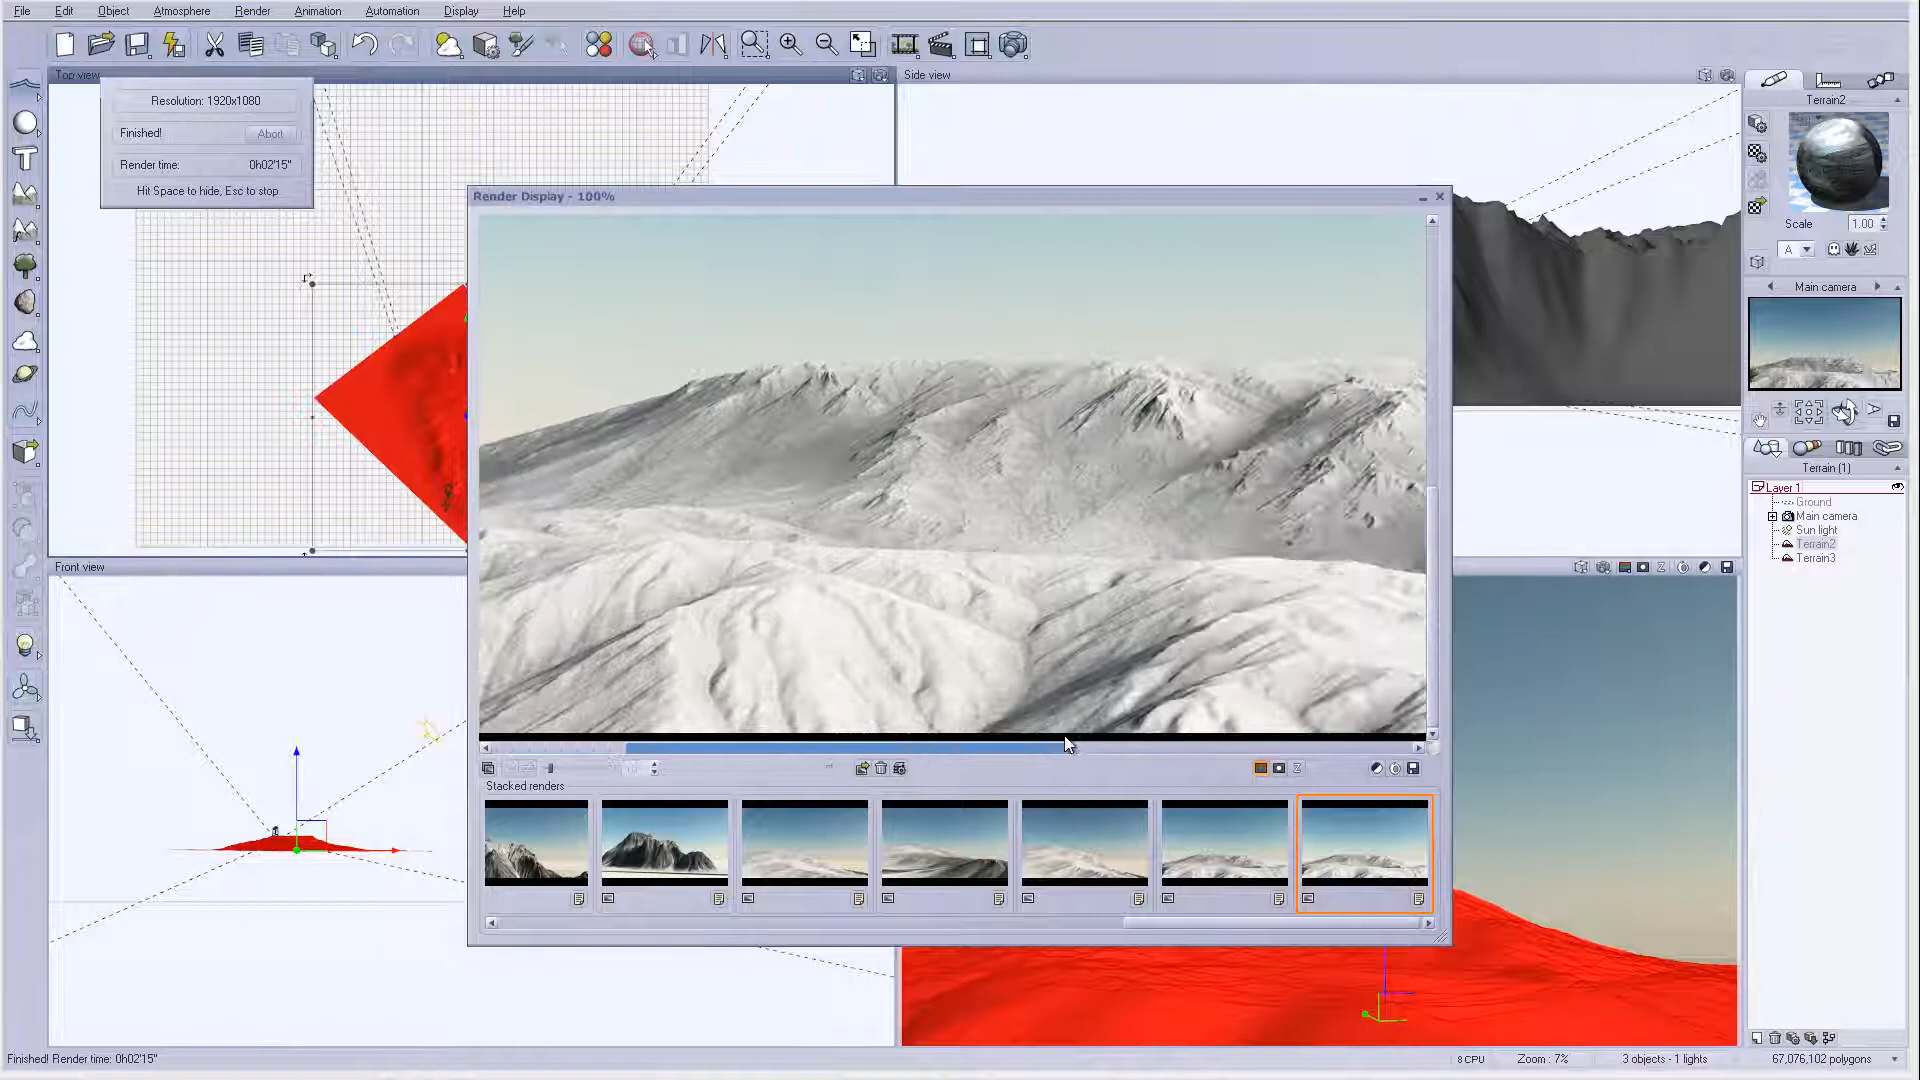 File Edit Object Atmosphere Render Animation Automation Display Help
Top view
Side view
Resolution: 1920x1080
Finished! Abort
Render time: 0h02'15"
Hit Space to hide, Esc to stop
Render Display - 100%
Terrain2
Scale 1.00
A
Main camera
Terrain (1)
Layer 1
Ground
Main camera
Sun light
Terrain2
Terrain3
Front view
Z
Z
Stacked renders
Finished! Render time: 0h02'15"
8 CPU Zoom : 7% 3 objects - 1 lights 67,076,102 polygons